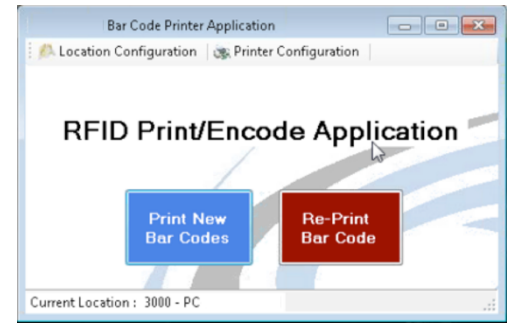 Bar Code Printer Application
Location Configuration Printer Configuration
RFID Print/Encode Application
Print New
Bar Codes
Re-Print
Bar Code
Current Location : 3000 - PC